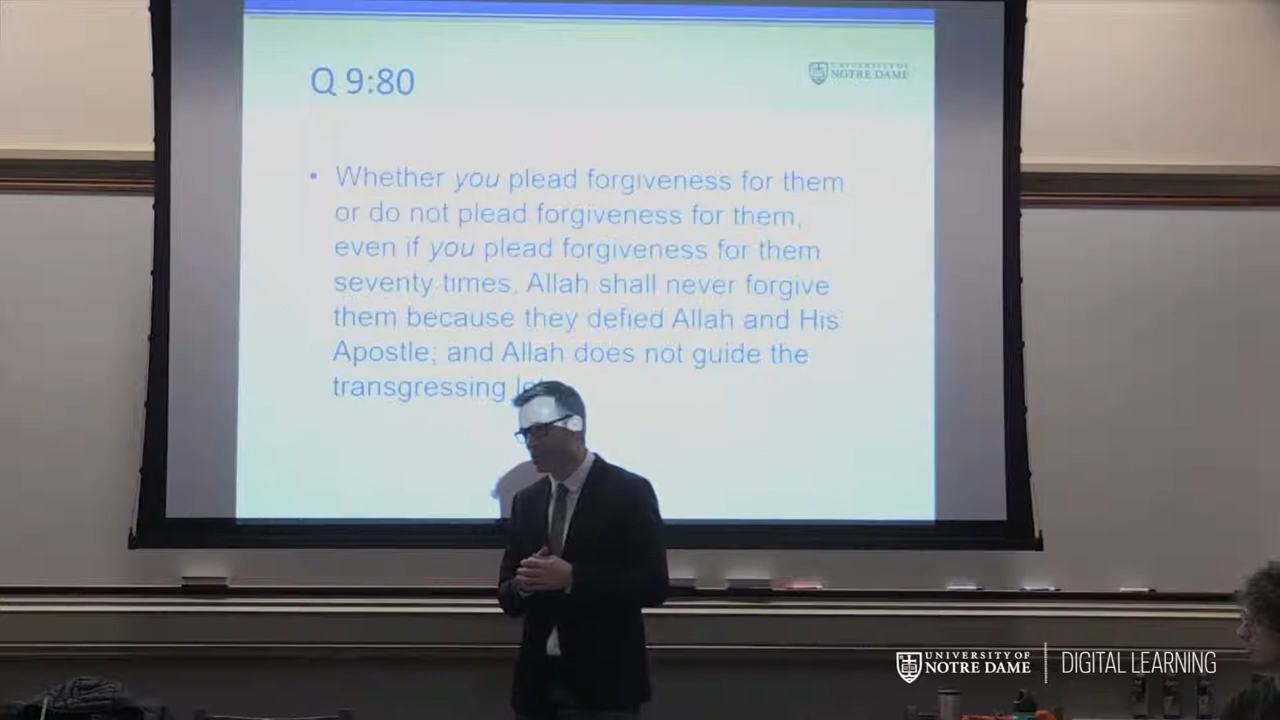 Q 9:80
UNIVERSITY OF
NOTRE DAME
• Whether you plead forgiveness for them
or do not plead forgiveness for them,
even if you plead forgiveness for them
seventy times, Allah shall never forgive
them because they defied Allah and His
Apostle; and Allah does not guide the
transgressing
UNIVERSITY OF
NOTRE DAME
DIGITAL LEARNING